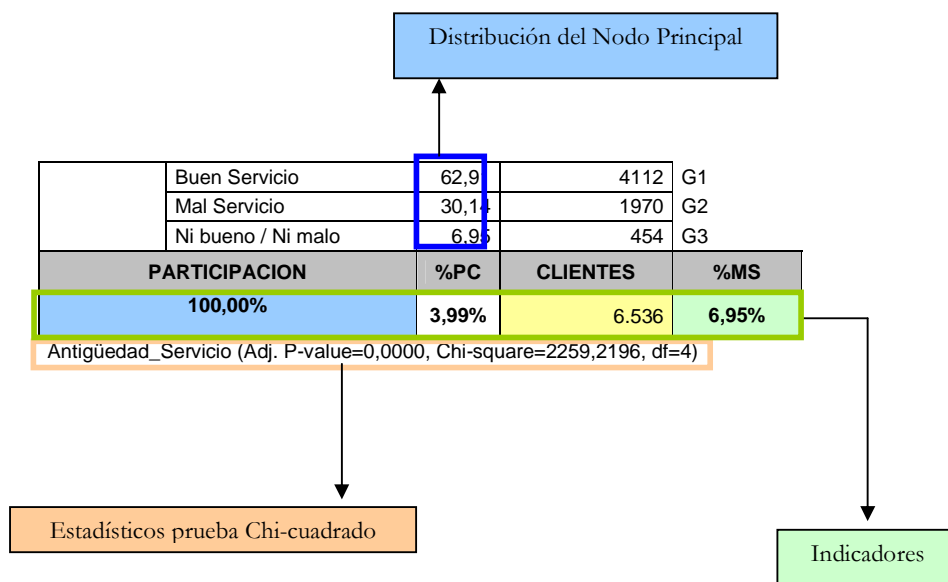 Distribución del Nodo Principal
Buen Servicio 62,9 4112 G1
Mal Servicio 30,14 1970 G2
Ni bueno / Ni malo 6,95 454 G3
PARTICIPACION %PC CLIENTES %MS
100,00% 3,99% 6.536 6,95%
Antigüedad_Servicio (Adj. P-value=0,0000, Chi-square=2259,2196, df=4)
Estadísticos prueba Chi-cuadrado
Indicadores